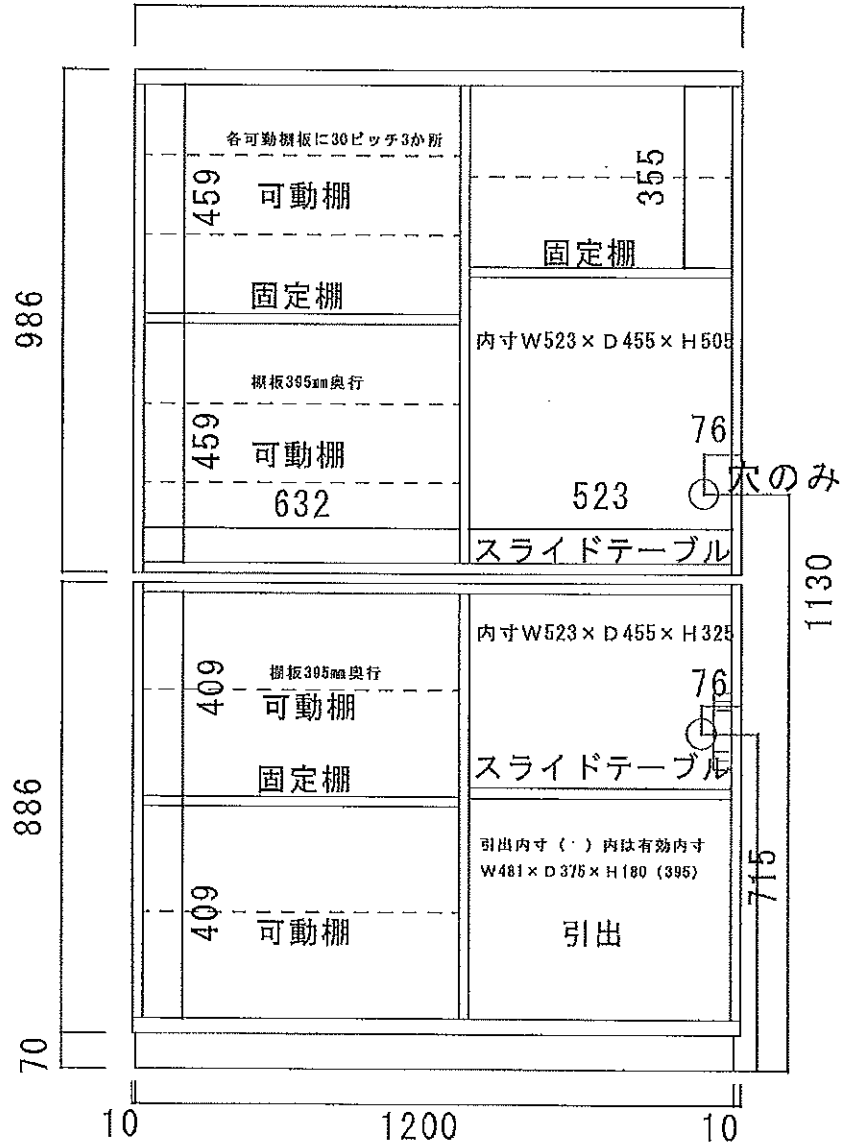 各可動棚板に30ピッチ3か所
459
可動棚
355
固定棚
固定棚
986
内寸W523×D455×H505
棚板395mm奥行
76
459
可動棚
穴のみ
632
523
スライドテーブル
1130
内寸W523×D455×H325
409
棚板395mm奥行
可動棚
76
固定棚
スライドテーブル
886
引出内寸（ ）内は有効内寸
W481×D375×H180（395）
715
409
可動棚
引出
70
10
1200
10